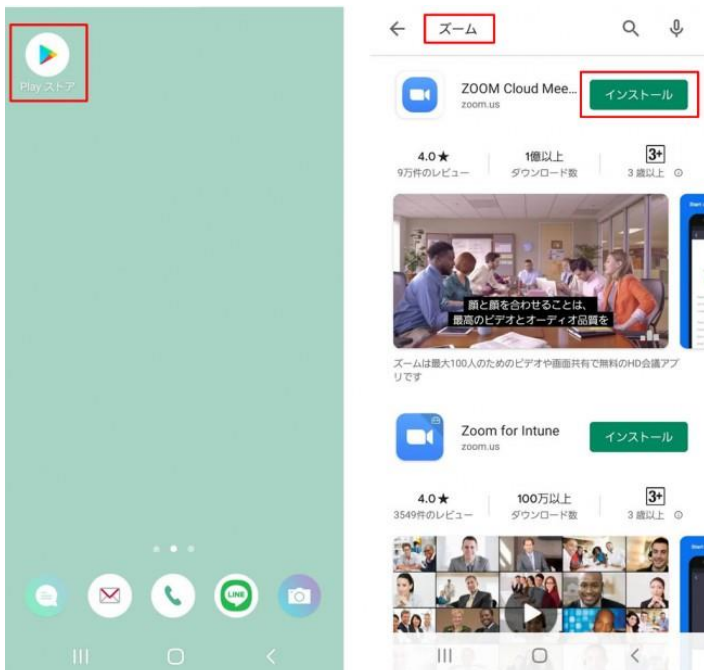 Play ストア
LINE
ズーム
ZOOM Cloud Mee...
zoom.us
インストール
4.0★
9万件のレビュー
1億以上
ダウンロード数
3+
3 歳以上
顔と顔を合わせることは、
最高のビデオとオーディオ品質を
ズームは最大100人のためのビデオや画面共有で無料のHD会議アプ
リです
Zoom for Intune
zoom.us
インストール
4.0★
3549件のレビュー
100万以上
ダウンロード数
3+
3 歳以上